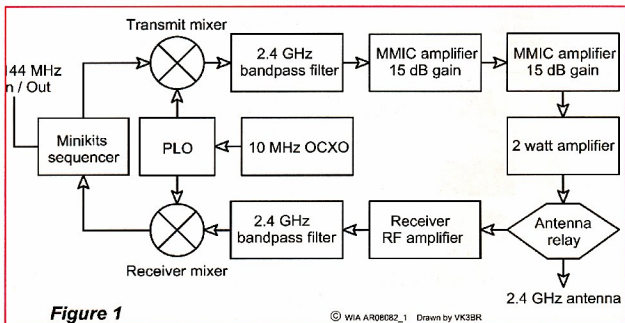 Transmit mixer
144 MHz
n / Out
2.4 GHz
bandpass filter
MMIC amplifier
15 dB gain
MMIC amplifier
15 dB gain
Minikits
sequencer
PLO
10 MHz OCXO
2 watt amplifier
2.4 GHz
bandpass filter
Receiver
RF amplifier
Antenna
relay
Receiver mixer
2.4 GHz antenna
Figure 1
© WIA AR08082_1 Drawn by VK3BR